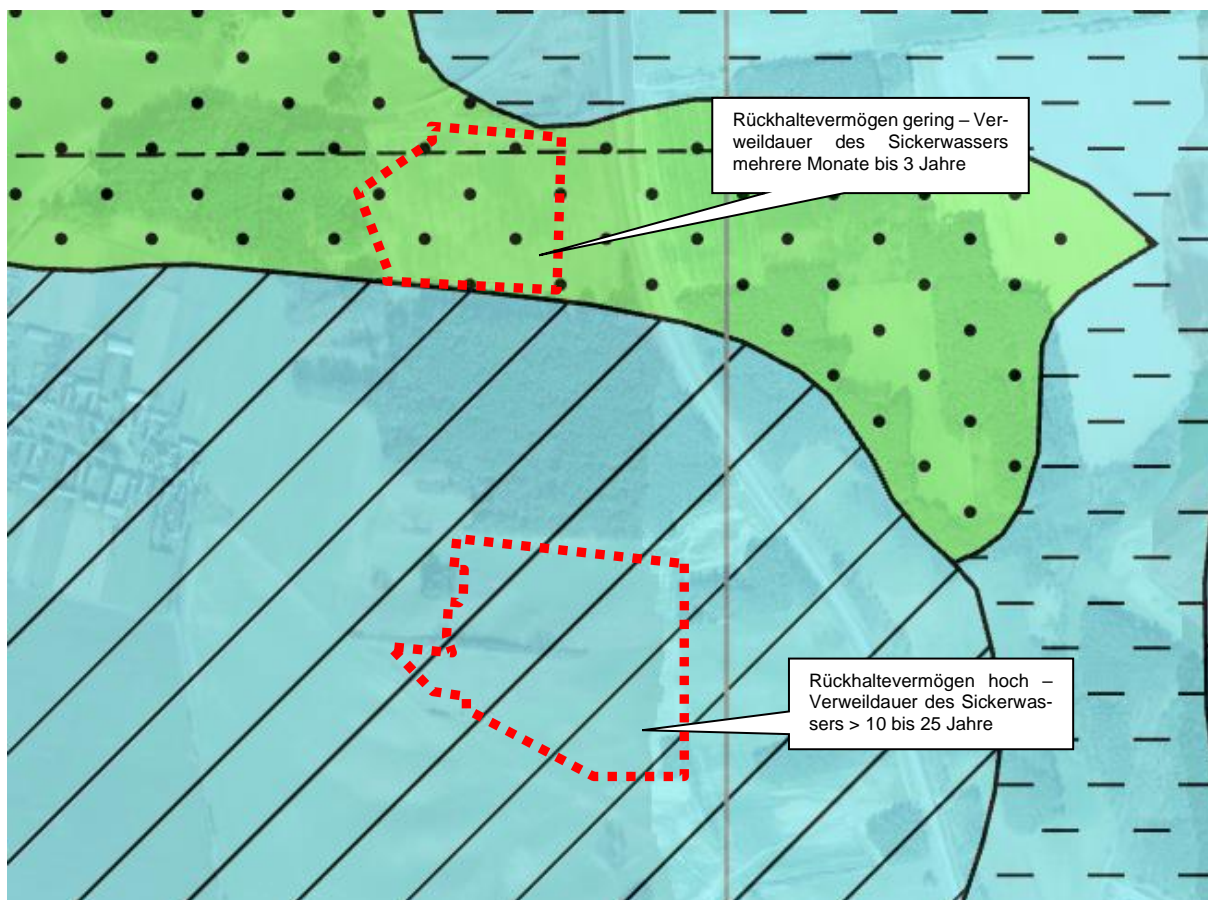 Rückhaltevermögen gering – Ver-
weildauer des Sickerwassers
mehrere Monate bis 3 Jahre
Rückhaltevermögen hoch –
Verweildauer des Sickerwas-
sers > 10 bis 25 Jahre